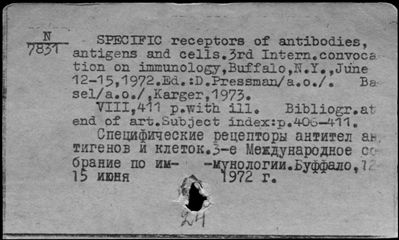 N
7831
SPECIFIC receptors of antibodies,
antigens and cells.3rd Intern.convoca
tion on immunology,Buffalo,N.Y.,June
12-15,1972.Ed.:D.Pressman/a.o./. Ba
sel/a.o./,Karger,1973.
VIII,411 p.with ill. Bibliogr.at
end of art.Subject index:p.406-411.
Специфические рецепторы антител ан
тигенов и клеток.3-е Международное со
брание по им- -мунологии.Буффало,12-
15 июня 1972 г.
24